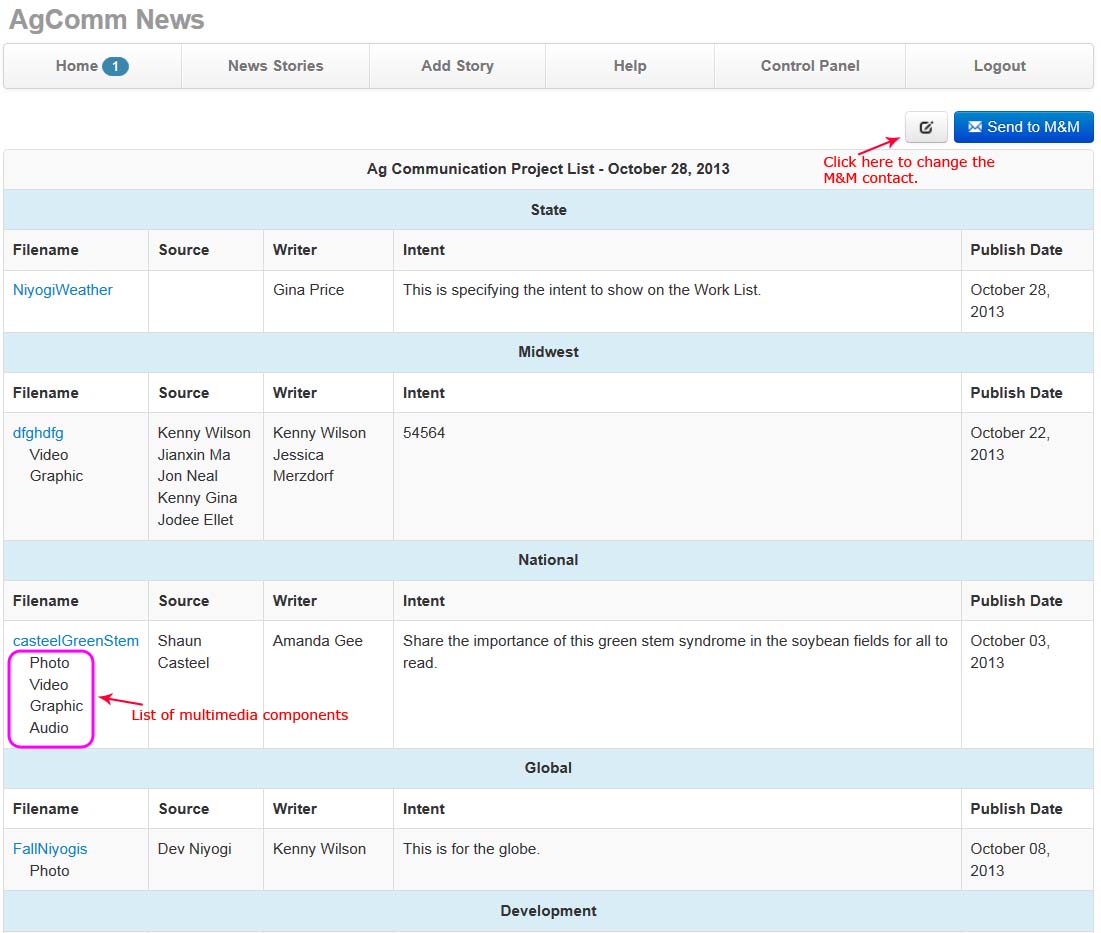 AgComm News
Home 1 News Stories Add Story Help Control Panel Logout
Send to M&M
Click here to change the
M&M contact.
Ag Communication Project List - October 28, 2013
State
Filename Source Writer Intent Publish Date
NiyogiWeather Gina Price This is specifying the intent to show on the Work List. October 28,
2013
Midwest
Filename Source Writer Intent Publish Date
dfghdfg Kenny Wilson Kenny Wilson 54564 October 22,
Video Jianxin Ma Jessica 2013
Graphic Jon Neal Merzdorf
Kenny Gina
Jodee Ellet
National
Filename Source Writer Intent Publish Date
casteelGreenStem Shaun Amanda Gee Share the importance of this green stem syndrome in the soybean fields for all to October 03,
Photo Casteel read. 2013
Video
Graphic
List of multimedia components
Audio
Global
Filename Source Writer Intent Publish Date
FallNiyogis Dev Niyogi Kenny Wilson This is for the globe. October 08,
Photo 2013
Development